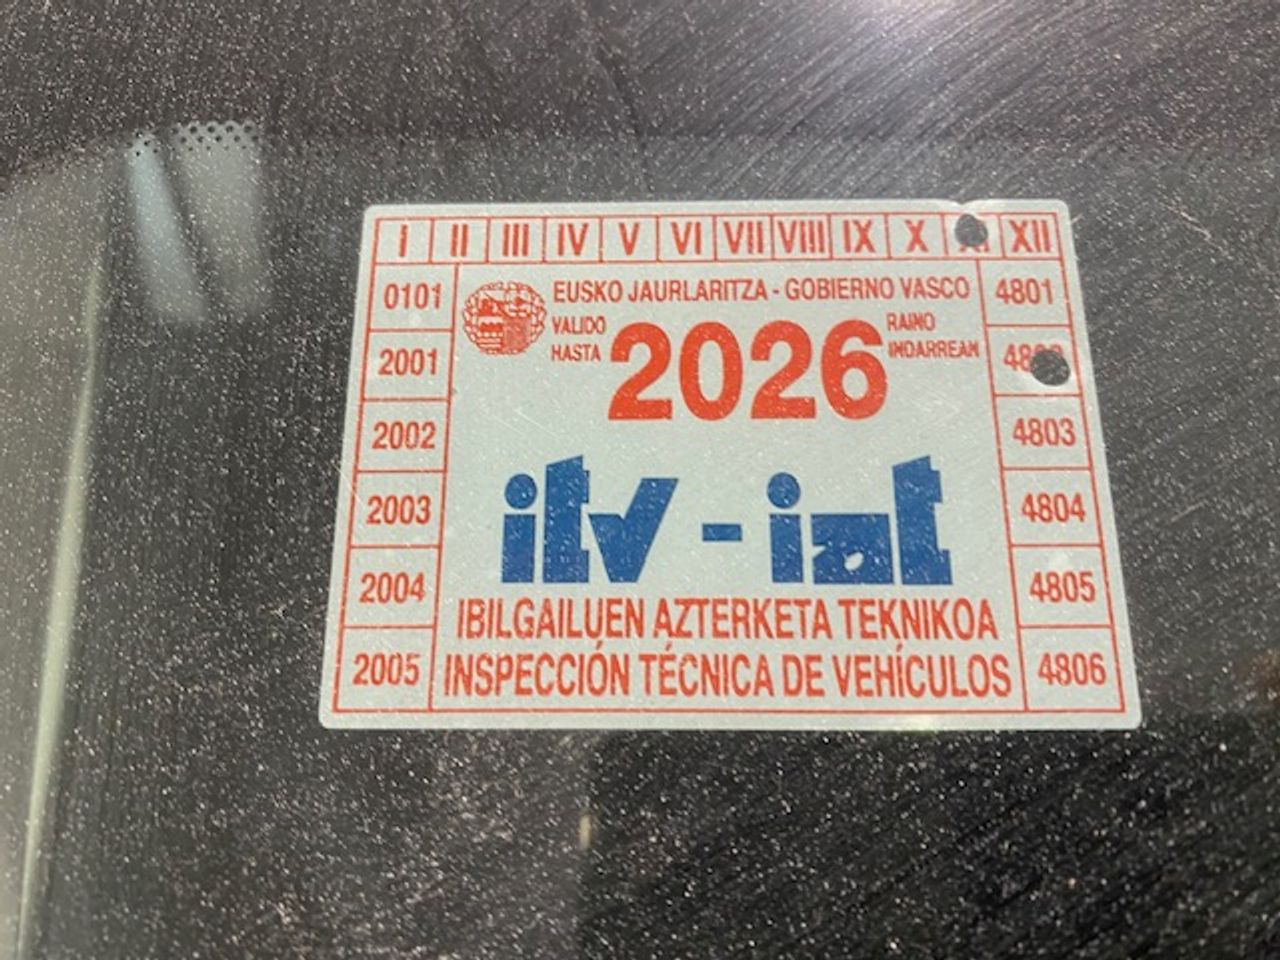 I II III IV V VI VII VIII IX X XII
0101
2001
2002
2003
2004
2005
EUSKO JAURLARITZA - GOBIERNO VASCO
VALIDO
HASTA
2026
RAINO
INDARREAN
itv - iat
IBILGAILUEN AZTERKETA TEKNIKOA
INSPECCIÓN TÉCNICA DE VEHÍCULOS
4801
4803
4804
4805
4806